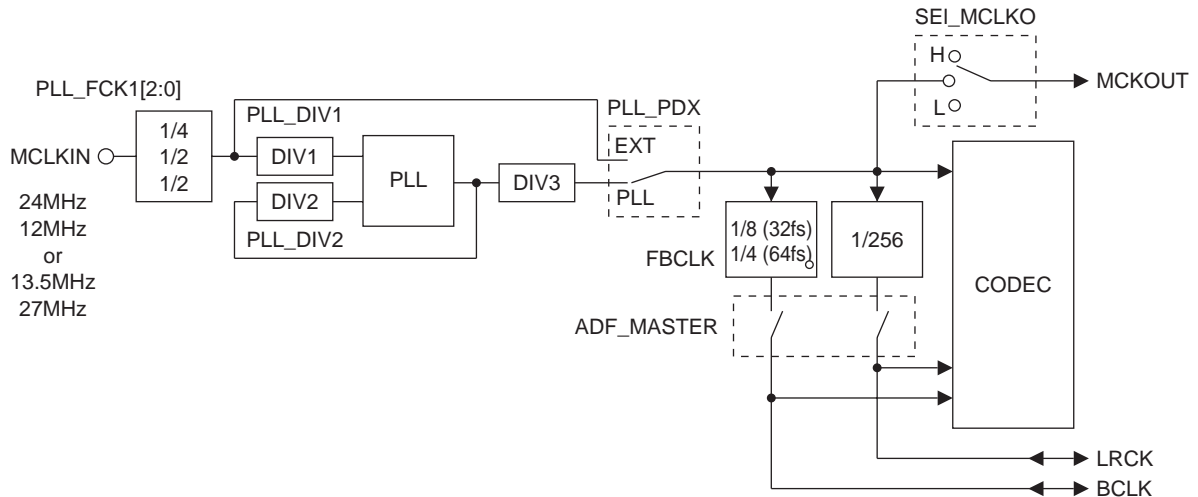 SEI_MCLKO
H
L
MCKOUT
PLL_FCK1[2:0]
1/4
1/2
1/2
MCLKIN
24MHz
12MHz
or
13.5MHz
27MHz
PLL_DIV1
DIV1
DIV2
PLL_DIV2
PLL
DIV3
PLL_PDX
EXT
PLL
FBCLK
1/8 (32fs)
1/4 (64fs)
1/256
CODEC
ADF_MASTER
LRCK
BCLK